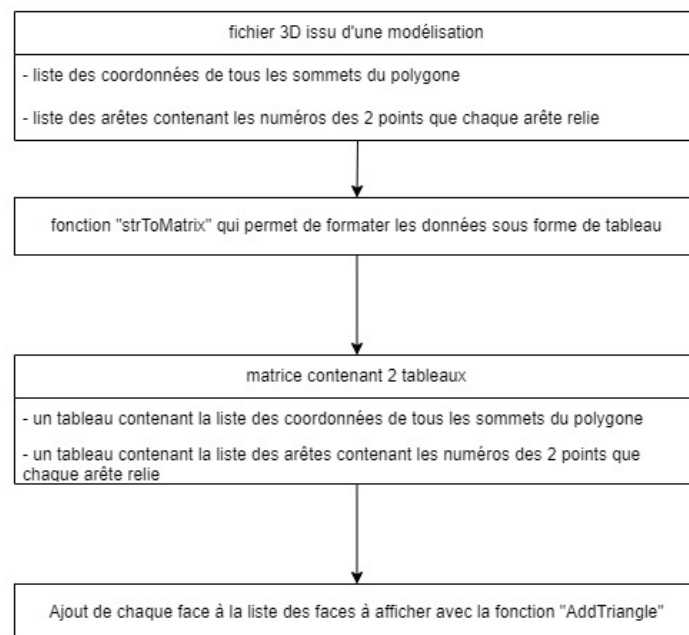 fichier 3D issu d'une modélisation
- liste des coordonnées de tous les sommets du polygone
- liste des arêtes contenant les numéros des 2 points que chaque arête relie
fonction "strToMatrix" qui permet de formater les données sous forme de tableau
matrice contenant 2 tableaux
- un tableau contenant la liste des coordonnées de tous les sommets du polygone
- un tableau contenant la liste des arêtes contenant les numéros des 2 points que
chaque arête relie
Ajout de chaque face à la liste des faces à afficher avec la fonction "AddTriangle"